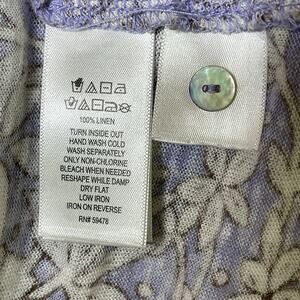 100% LINEN
TURN INSIDE OUT
HAND WASH COLD
WASH SEPARATELY
ONLY NON-CHLORINE
BLEACH WHEN NEEDED
RESHAPE WHILE DAMP
DRY FLAT
LOW IRON
IRON ON REVERSE
RN# 59478